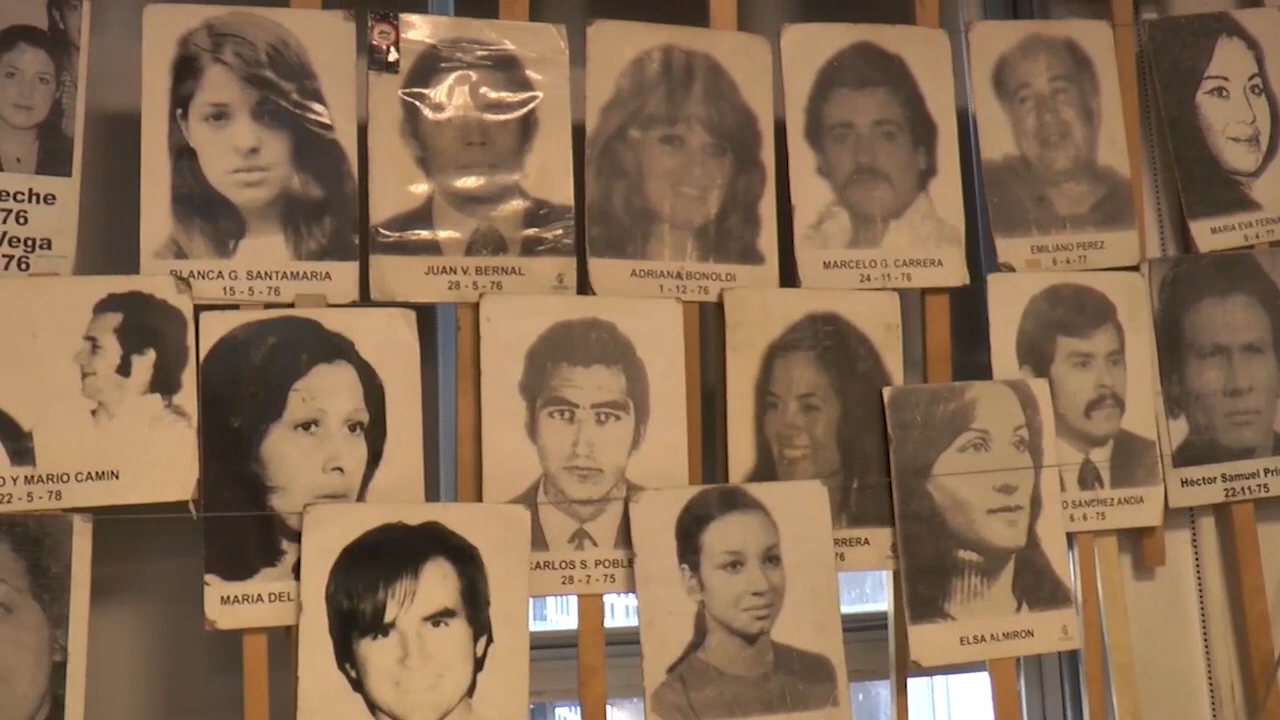 eche
76
Vega
76
BLANCA G. SANTAMARIA
15 - 5 - 76
JUAN V. BERNAL
28 - 5 - 76
ADRIANA BONOLDI
1 - 12 - 76
MARCELO G. CARRERA
24 - 11 - 76
EMILIANO PEREZ
6 - 4 - 77
MARIA EVA FERN
9 - 4 - 77
O Y MARIO CAMIN
22 - 5 - 78
MARIA DEL
CARLOS S. POBLE
28 - 7 - 75
RRERA
76
ELSA ALMIRON
O SÁNCHEZ ANDÍA
6 - 6 - 75
Héctor Samuel Pri
22-11-75